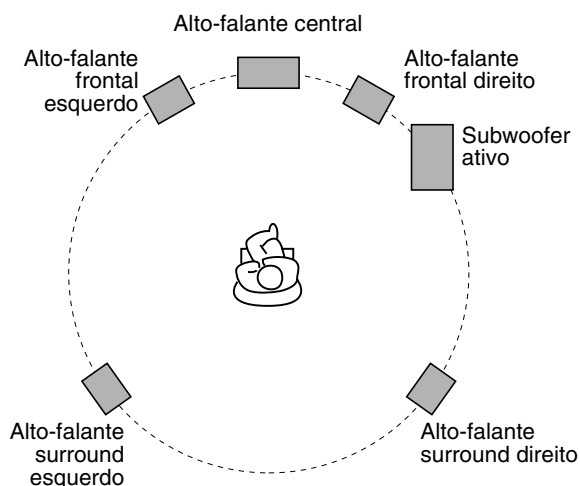 Alto-falante central
Alto-falante
frontal
esquerdo
Alto-falante
frontal direito
Subwoofer
ativo
Alto-falante
surround
esquerdo
Alto-falante
surround direito